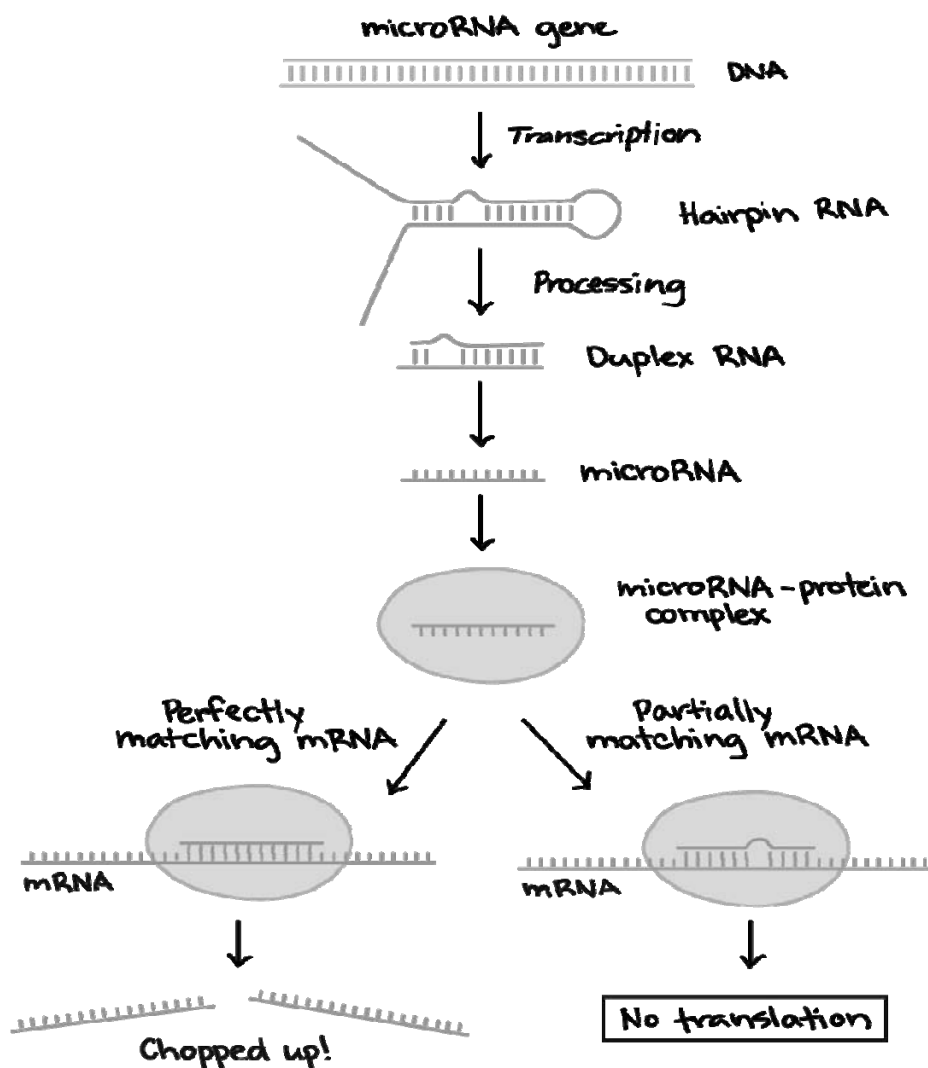 microRNA gene
DNA
Transcription
Hairpin RNA
Processing
Duplex RNA
microRNA
microRNA-protein
complex
Perfectly
matching mRNA
Partially
matching mRNA
mRNA
mRNA
Chopped up!
No translation